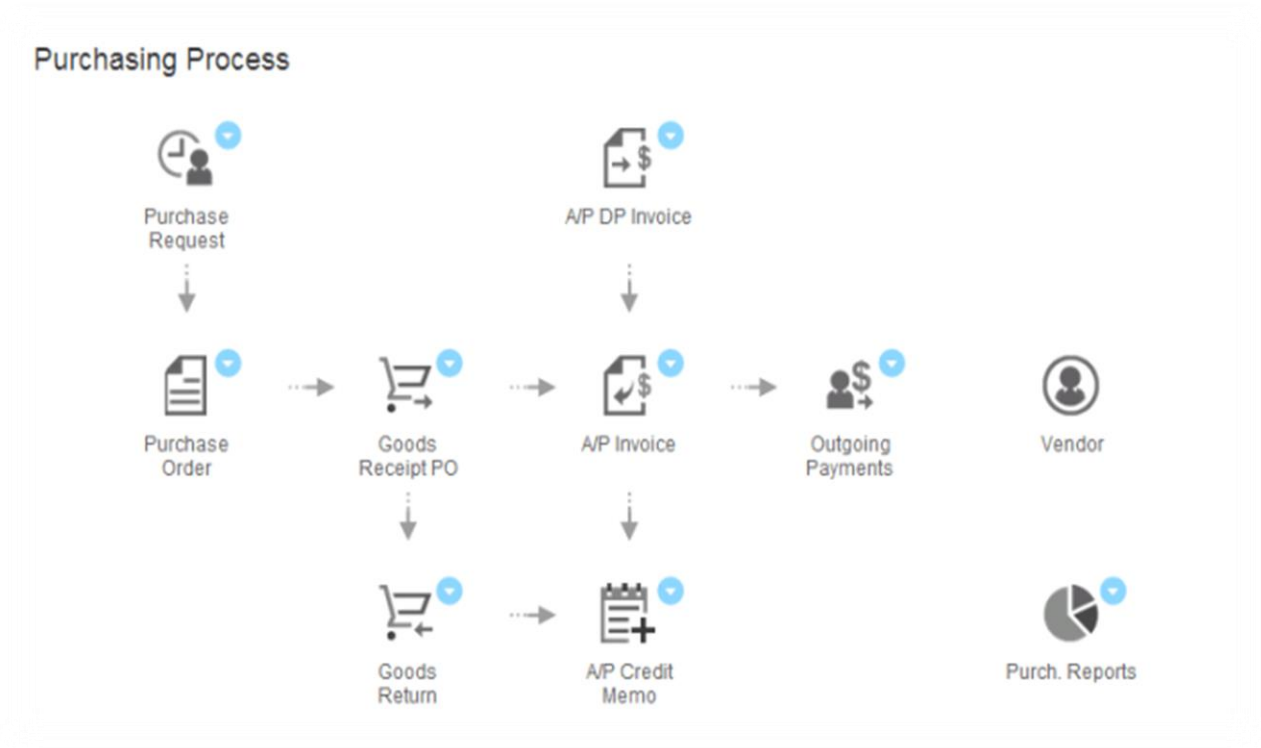 Purchasing Process
Purchase
Request
A/P DP Invoice
Purchase
Order
Goods
Receipt PO
A/P Invoice
Outgoing
Payments
Vendor
Goods
Return
A/P Credit
Memo
Purch. Reports